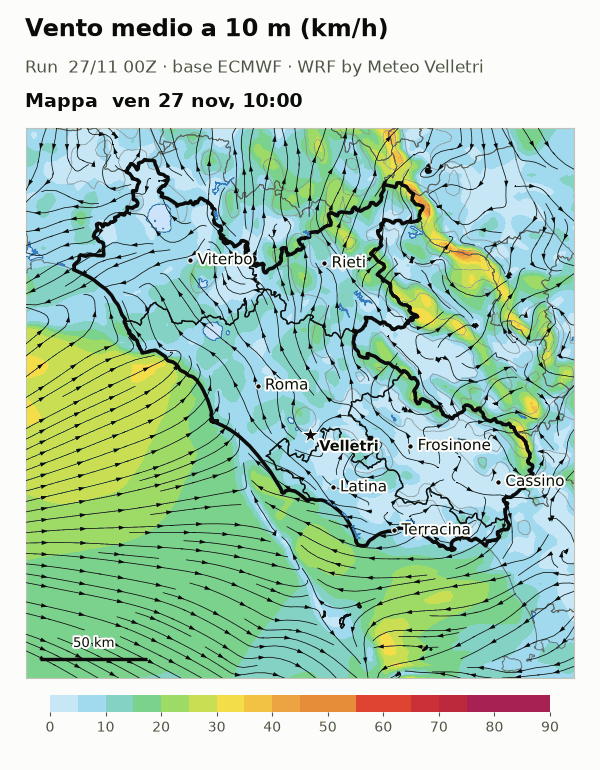 Vento medio a 10 m (km/h)
Run 27/11 00Z · base ECMWF · WRF by Meteo Velletri
Mappa ven 27 nov, 10:00
Viterbo
Rieti
Roma
Velletri
Frosinone
Latina
Cassino
Terracina
50 km
0 10 20 30 40 50 60 70 80 90